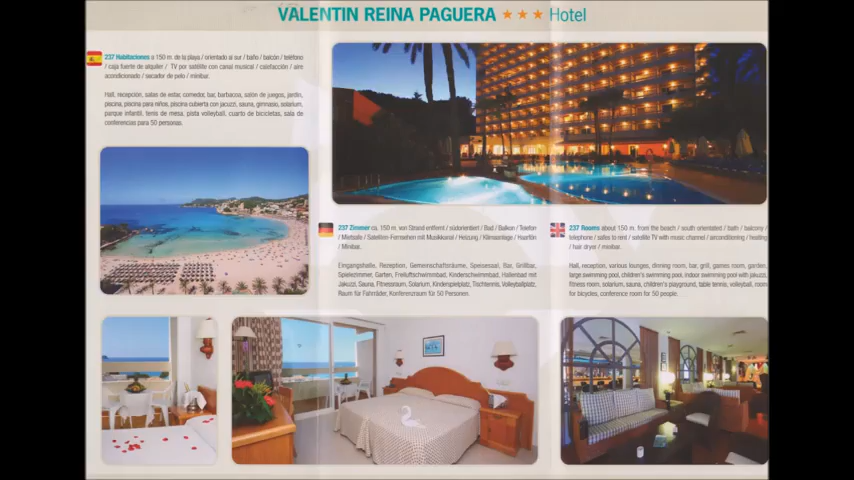 VALENTIN REINA PAGUERA ★ ★ ★ Hotel
237 Habitaciones a 150 m. de la playa / orientado al sur / baño / balcón / teléfono
/ caja fuerte de alquiler / TV por satélite con canal musical / calefacción / aire
acondicionado / secador de pelo / minibar.
Hall, recepción, salas de estar, comedor, bar, barbacoa, salón de juegos, jardín,
piscina, piscina para niños, piscina cubierta con jacuzzi, sauna, gimnasio, solarium,
parque infantil, tenis de mesa, pista volleyball, cuarto de bicicletas, sala de
conferencias para 50 personas.
237 Zimmer ca. 150 m. von Strand entfernt / südorientiert / Bad / Balkon / Telefon
/ Mietsafe / Satelliten-Fernsehen mit Musikkanal / Heizung / Klimaanlage / Haarfön
/ Minibar.
Eingangshalle, Reception, Gemeinschafträume, Speisesaal, Bar, Grillbar,
Spielezimmer, Garten, Freiluftschwimmbad, Kinderschwimmbad, Hallenbad mit
Jakuzzi, Sauna, Fitnessraum, Solarium, Kinderspielplatz, Tischtennis, Volleyballplatz,
Raum für Fahrräder, Konferenzraum für 50 Personen.
237 Rooms about 150 m. from the beach / south orientated / bath / balcony /
telephone / safes to rent / satellite TV with music channel / airconditioning / heating
/ hair dryer / minibar.
Hall, reception, various lounges, dinning room, bar, grill, games room, garden,
large swimming pool, children's swimming pool, indoor swimming pool with jacuzzi,
fitness room, solarium, sauna, children's playground, table tennis, volleyball, room
for bicycles, conference room for 50 people.